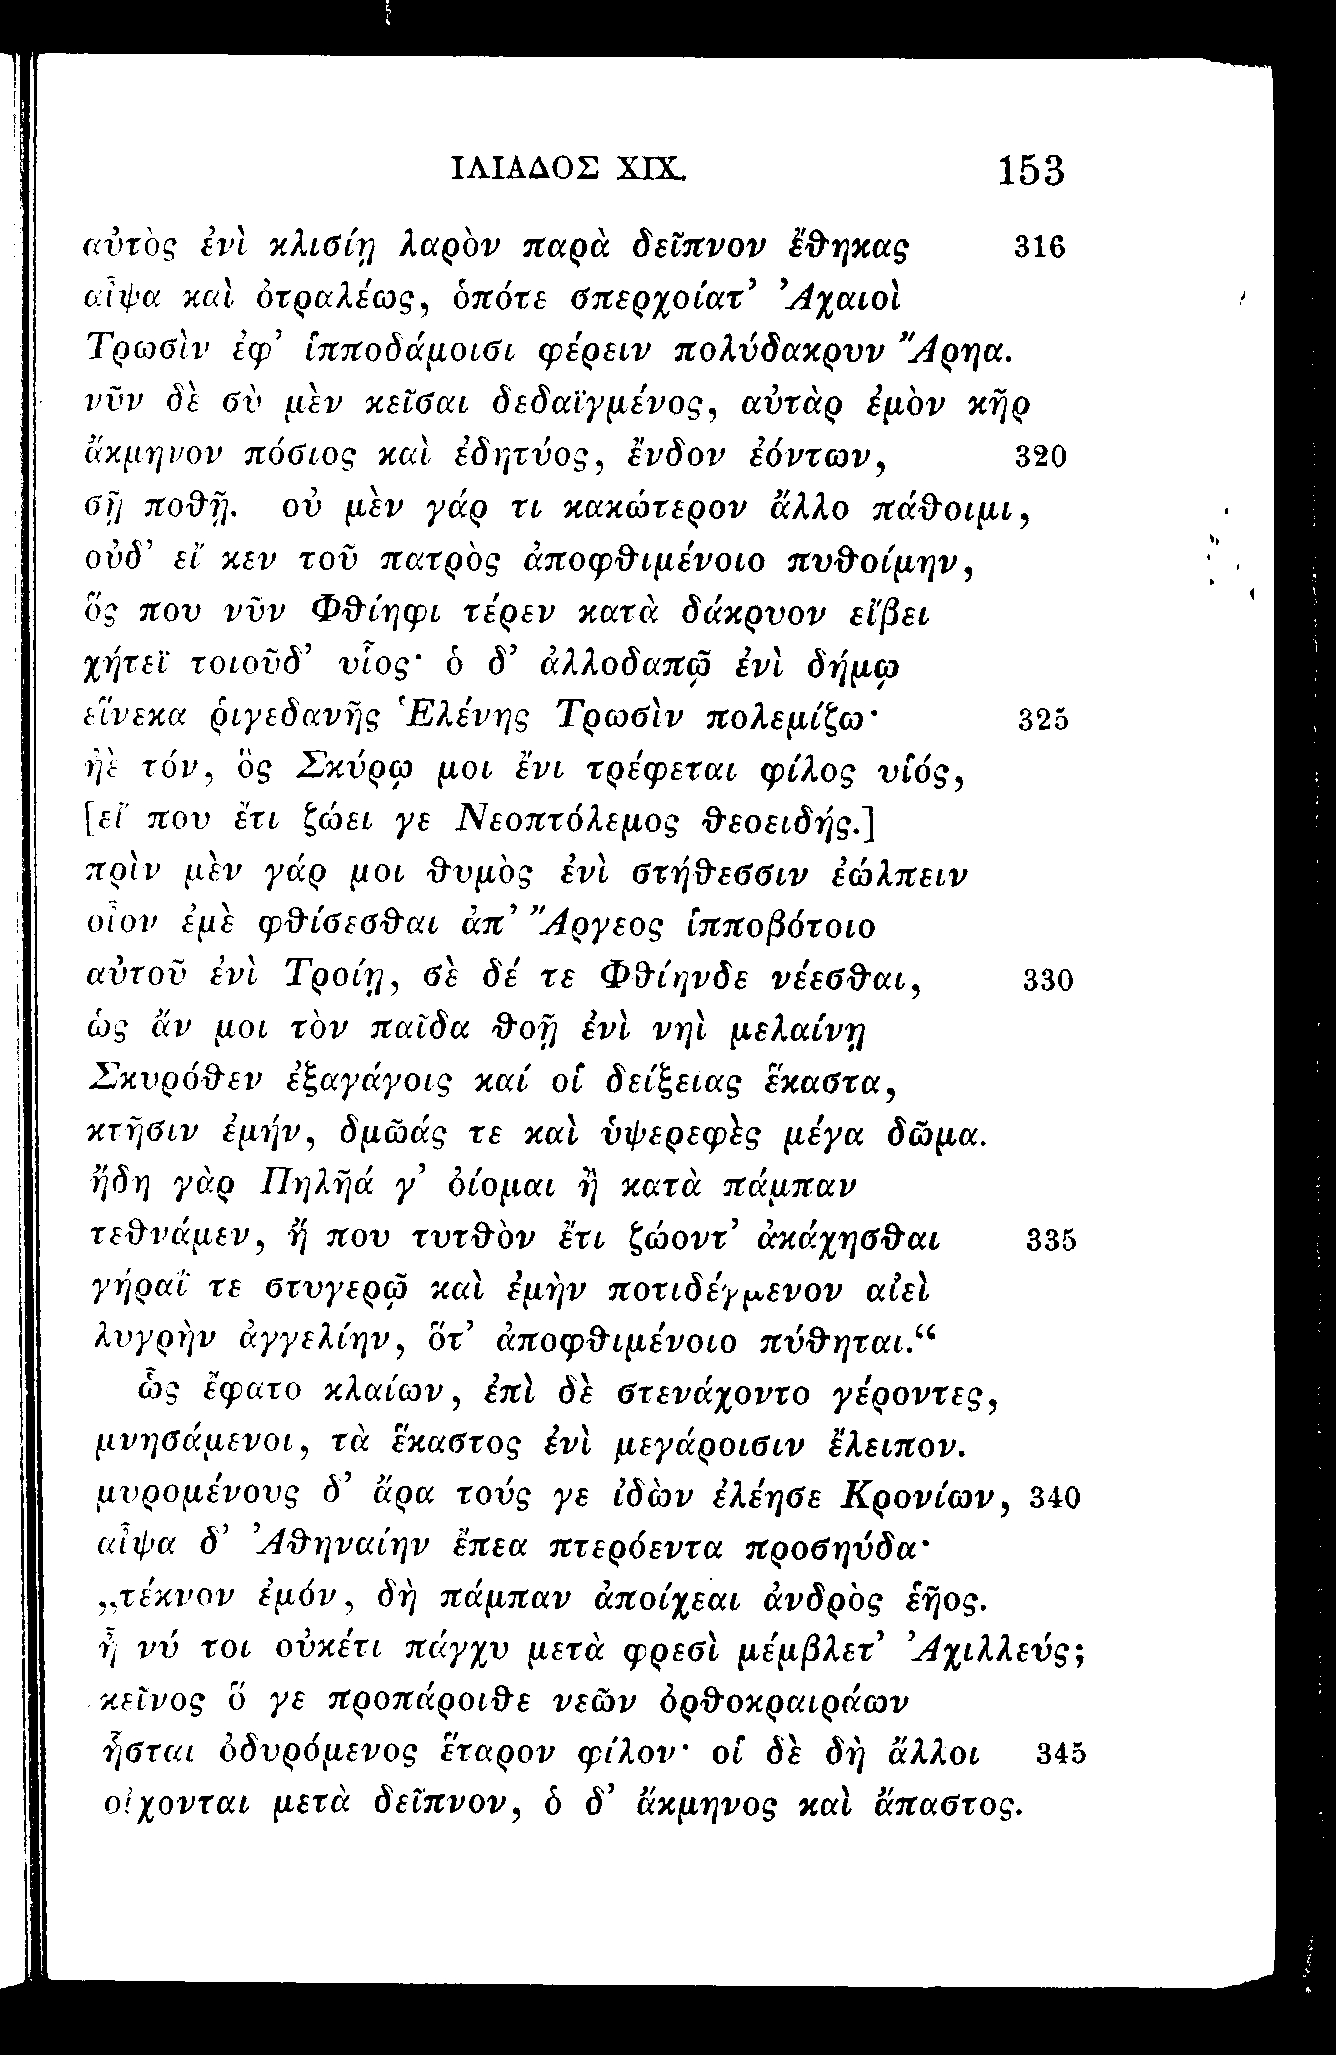 ΙΛΙΑΔΟΣ XIX. 153
αὐτὸς ἐνὶ κλισίῃ λαρὸν παρὰ δεῖπνον ἔθηκας 316
αἶψα καὶ ὀτραλέως, ὁπότε σπερχοίατ’ Ἀχαιοὶ
Τρωσὶν ἐφ’ ἱπποδάμοισι φέρειν πολύδακρυν Ἄρηα.
νῦν δὲ σὺ μὲν κεῖσαι δεδαϊγμένος, αὐτὰρ ἐμὸν κῆρ
ἄκμηνον πόσιος καὶ ἐδητύος, ἔνδον ἐόντων, 320
σῇ ποθῇ. οὐ μὲν γάρ τι κακώτερον ἄλλο πάθοιμι,
οὐδ’ εἴ κεν τοῦ πατρὸς ἀποφθιμένοιο πυθοίμην,
ὅς που νῦν Φθίηφι τέρεν κατὰ δάκρυον εἴβει
χήτεϊ τοιοῦδ’ υἷος· ὁ δ’ ἀλλοδαπῷ ἐνὶ δήμῳ
εἵνεκα ῥιγεδανῆς Ἑλένης Τρωσὶν πολεμίζω· 325
ἠὲ τόν, ὃς Σκύρῳ μοι ἔνι τρέφεται φίλος υἱός,
[εἴ που ἔτι ζώει γε Νεοπτόλεμος θεοειδής.]
πρὶν μὲν γάρ μοι θυμὸς ἐνὶ στήθεσσιν ἐώλπειν
οἶον ἐμὲ φθίσεσθαι ἀπ’ Ἄργεος ἱπποβότοιο
αὐτοῦ ἐνὶ Τροίῃ, σὲ δέ τε Φθίηνδε νέεσθαι, 330
ὡς ἄν μοι τὸν παῖδα θοῇ ἐνὶ νηὶ μελαίνῃ
Σκυρόθεν ἐξαγάγοις καί οἱ δείξειας ἕκαστα,
κτῆσιν ἐμήν, δμῶάς τε καὶ ὑψερεφὲς μέγα δῶμα.
ἤδη γὰρ Πηλῆά γ’ ὀίομαι ἢ κατὰ πάμπαν
τεθνάμεν, ἤ που τυτθὸν ἔτι ζώοντ’ ἀκάχησθαι 335
γήραΐ τε στυγερῷ καὶ ἐμὴν ποτιδέγμενον αἰεὶ
λυγρὴν ἀγγελίην, ὅτ’ ἀποφθιμένοιο πύθηται.“
ὣς ἔφατο κλαίων, ἐπὶ δὲ στενάχοντο γέροντες,
μνησάμενοι, τὰ ἕκαστος ἐνὶ μεγάροισιν ἔλειπον.
μυρομένους δ’ ἄρα τούς γε ἰδὼν ἐλέησε Κρονίων, 340
αἶψα δ’ Ἀθηναίην ἔπεα πτερόεντα προσηύδα·
„τέκνον ἐμόν, δὴ πάμπαν ἀποίχεαι ἀνδρὸς ἑῆος.
ἦ νύ τοι οὐκέτι πάγχυ μετὰ φρεσὶ μέμβλετ’ Ἀχιλλεύς;
κεῖνος ὅ γε προπάροιθε νεῶν ὀρθοκραιράων
ἧσται ὀδυρόμενος ἕταρον φίλον· οἱ δὲ δὴ ἄλλοι 345
οἴχονται μετὰ δεῖπνον, ὁ δ’ ἄκμηνος καὶ ἄπαστος.